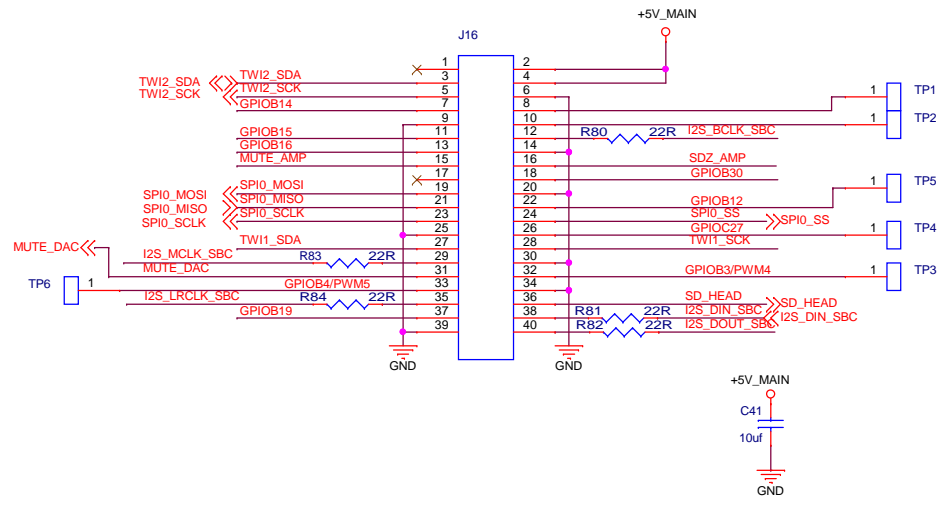 +5V_MAIN
J16
1 2
TWI2_SDA TWI2_SDA 3 4
TWI2_SCK TWI2_SCK 5 6
GPIOB14 7 8 1 TP1
9 10 1 TP2
GPIOB15 11 12 R80 22R I2S_BCLK_SBC
GPIOB16 13 14
MUTE_AMP 15 16 SDZ_AMP
17 18 GPIOB30
SPI0_MOSI SPI0_MOSI 19 20 1 TP5
SPI0_MISO SPI0_MISO 21 22 GPIOB12
SPI0_SCLK SPI0_SCLK 23 24 SPI0_SS SPI0_SS
25 26 GPIOC27 1 TP4
MUTE_DAC TWI1_SDA 27 28 TWI1_SCK
I2S_MCLK_SBC R83 22R 29 30
MUTE_DAC 31 32 GPIOB3/PWM4 1 TP3
TP6 1 GPIOB4/PWM5 33 34
I2S_LRCLK_SBC R84 22R 35 36 SD_HEAD SD_HEAD
GPIOB19 37 38 R81 22R I2S_DIN_SBC I2S_DIN_SBC
39 40 R82 22R I2S_DOUT_SBC
GND GND
+5V_MAIN
C41
10uf
GND